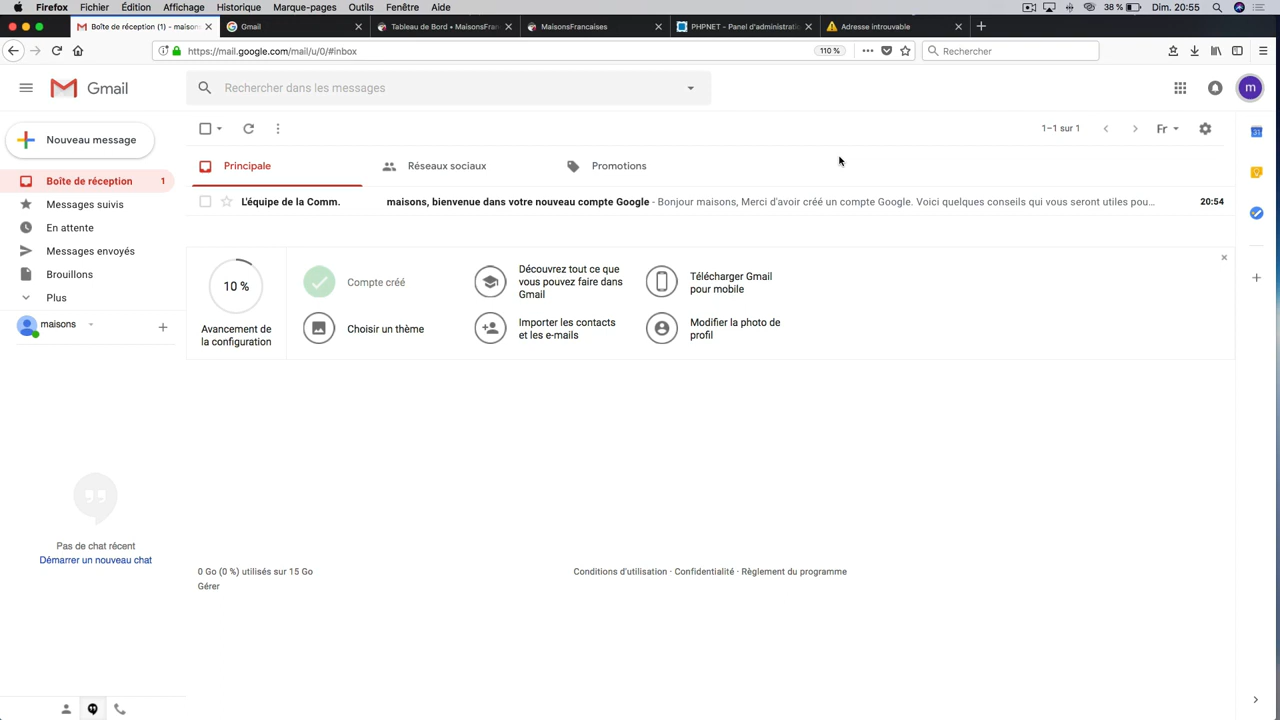 Firefox Fichier Édition Affichage Historique Marque-pages Outils Fenêtre Aide 38 % Dim. 20:55
Boîte de réception (1) - maisons
Gmail
Tableau de Bord • MaisonsFran
MaisonsFrancaises
PHPNET - Panel d'administrati
Adresse introuvable
https://mail.google.com/mail/u/0/#inbox
110 %
Rechercher
Gmail
Rechercher dans les messages
m
Nouveau message
1–1 sur 1
Fr
31
Boîte de réception 1
Messages suivis
En attente
Messages envoyés
Brouillons
Plus
maisons
Principale
Réseaux sociaux
Promotions
L'équipe de la Comm. maisons, bienvenue dans votre nouveau compte Google - Bonjour maisons, Merci d'avoir créé un compte Google. Voici quelques conseils qui vous seront utiles pou… 20:54
10 %
Avancement de
la configuration
Compte créé
Découvrez tout ce que
vous pouvez faire dans
Gmail
Télécharger Gmail
pour mobile
Choisir un thème
Importer les contacts
et les e-mails
Modifier la photo de
profil
Pas de chat récent
Démarrer un nouveau chat
0 Go (0 %) utilisés sur 15 Go
Gérer
Conditions d'utilisation · Confidentialité · Règlement du programme